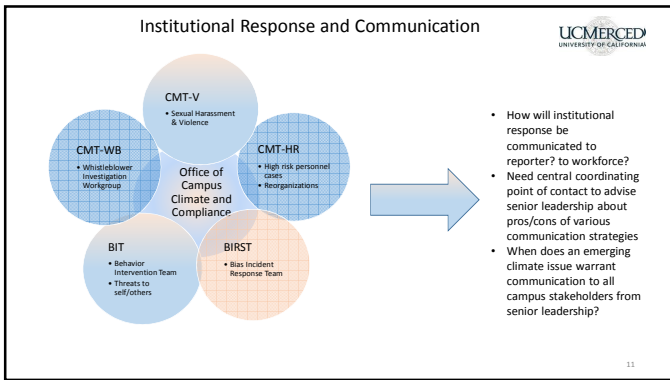 Institutional Response and Communication
UCMERCED
UNIVERSITY OF CALIFORNIA
CMT-V
• Sexual Harassment
& Violence
CMT-WB
• Whistleblower
Investigation
Workgroup
CMT-HR
• High risk personnel
cases
• Reorganizations
Office of
Campus
Climate and
Compliance
BIT
• Behavior
Intervention Team
• Threats to
self/others
BIRST
• Bias Incident
Response Team
• How will institutional
response be
communicated to
reporter? to workforce?
• Need central coordinating
point of contact to advise
senior leadership about
pros/cons of various
communication strategies
• When does an emerging
climate issue warrant
communication to all
campus stakeholders from
senior leadership?
11